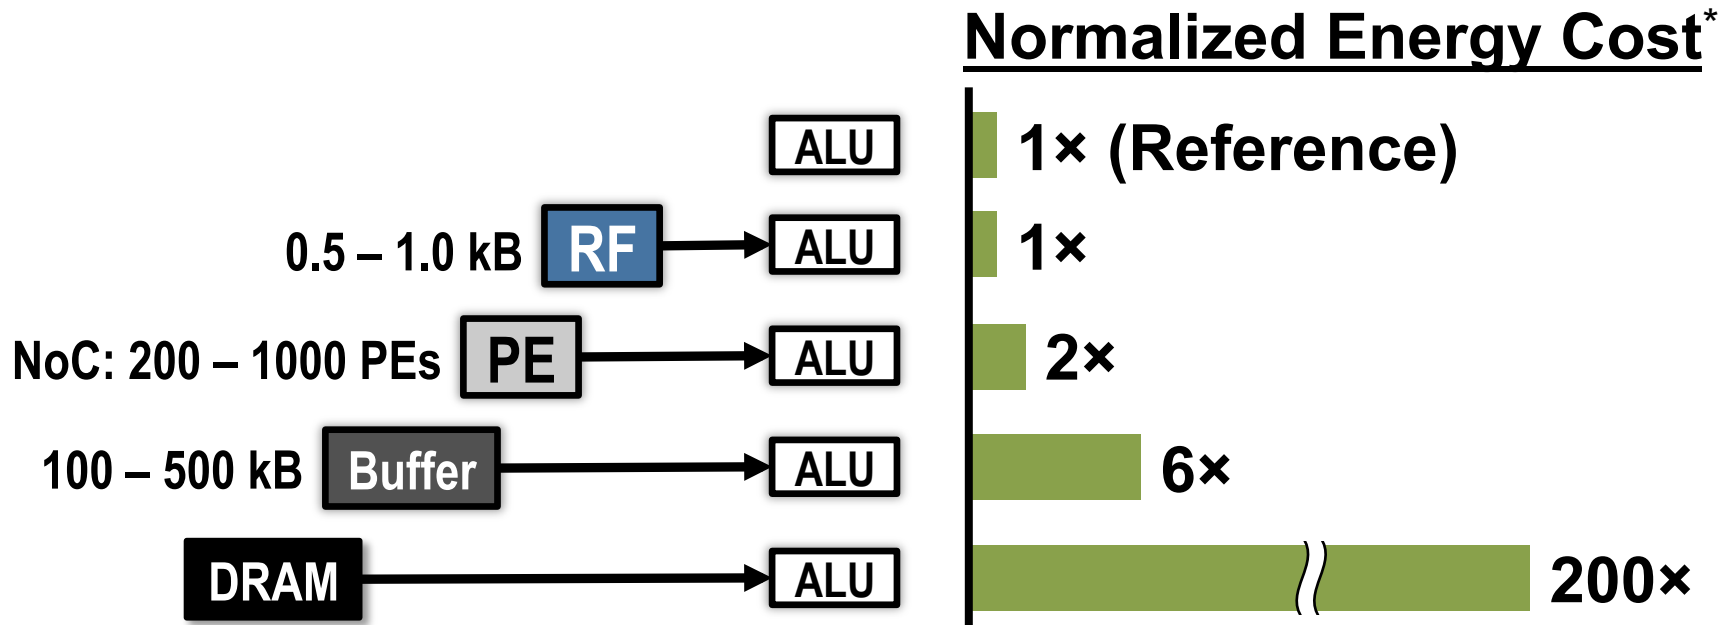 Normalized Energy Cost*
ALU 1× (Reference)
0.5 – 1.0 kB RF ALU 1×
NoC: 200 – 1000 PEs PE ALU 2×
100 – 500 kB Buffer ALU 6×
DRAM ALU 200×